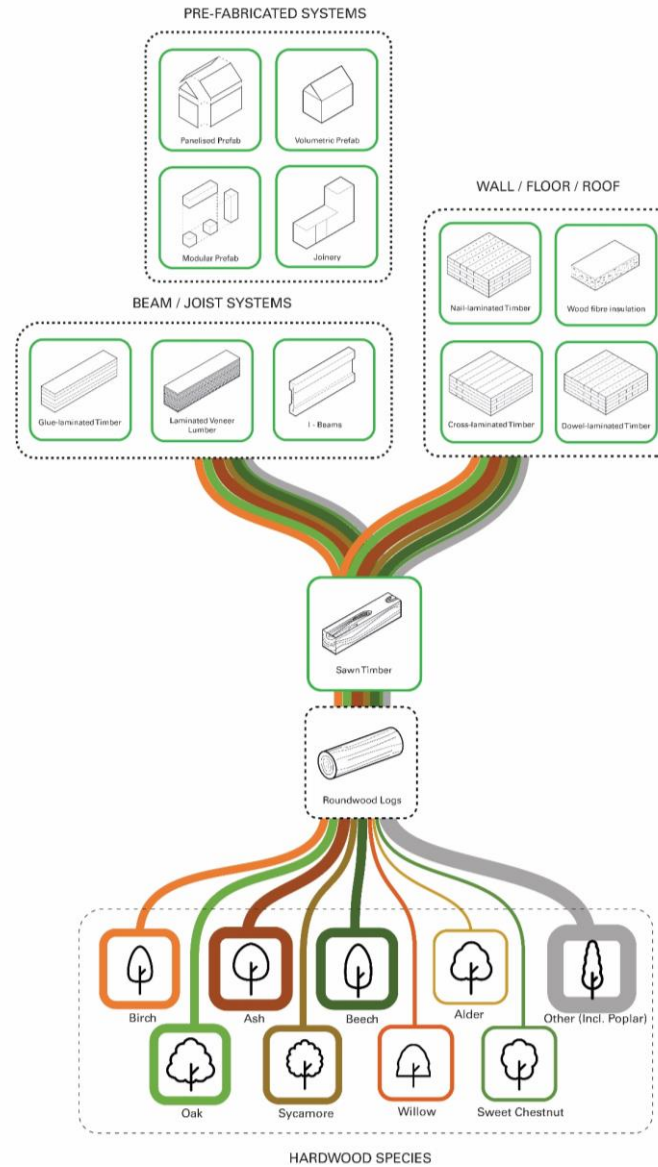 PRE-FABRICATED SYSTEMS
Panelised Prefab
Volumetric Prefab
Modular Prefab
Joinery
WALL / FLOOR / ROOF
Nail-laminated Timber
Wood fibre insulation
Cross-laminated Timber
Dowel-laminated Timber
BEAM / JOIST SYSTEMS
Glue-laminated Timber
Laminated Veneer
Lumber
I - Beams
Sawn Timber
Roundwood Logs
Birch
Ash
Beech
Alder
Other (Incl. Poplar)
Oak
Sycamore
Willow
Sweet Chestnut
HARDWOOD SPECIES